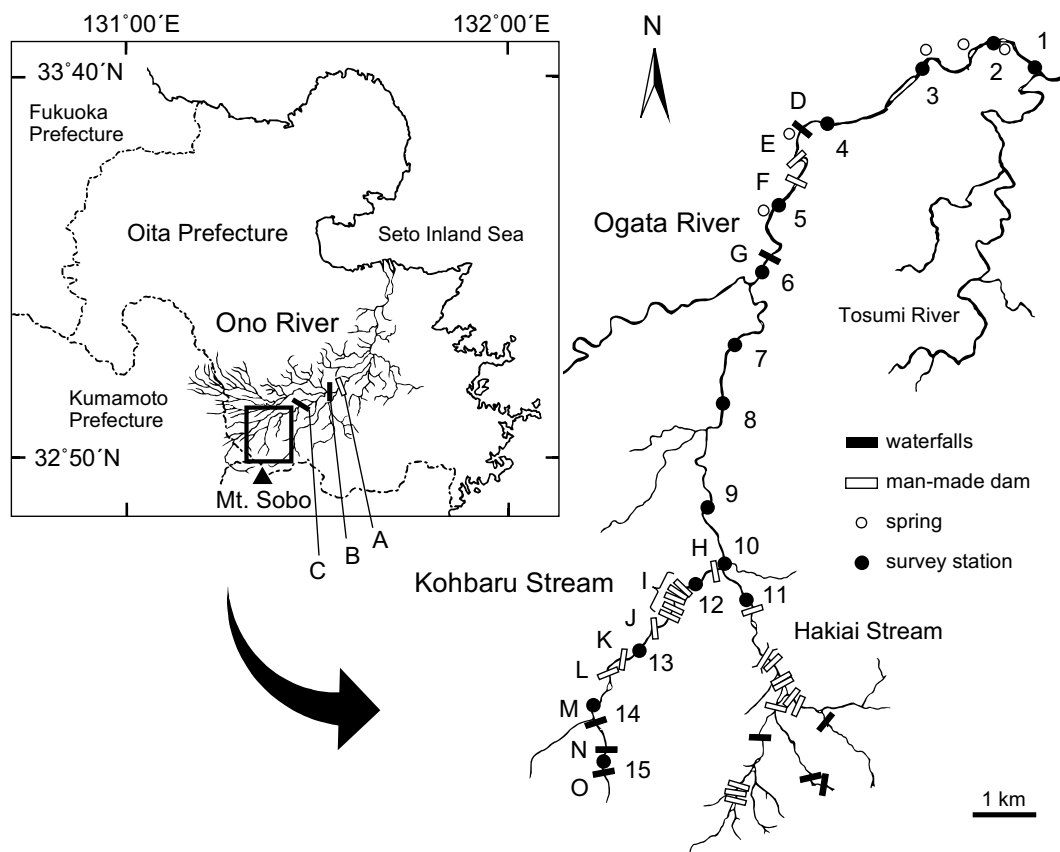 131°00´E
132°00´E
33°40´N
Fukuoka
Prefecture
Oita Prefecture
Seto Inland Sea
Ono River
Kumamoto
Prefecture
32°50´N
Mt. Sobo
A
B
C
N
1
2
3
D
4
E
F
5
Ogata River
G
6
Tosumi River
7
8
waterfalls
man-made dam
spring
survey station
9
H
10
Kohbaru Stream
I
12
11
J
Hakiai Stream
K
13
L
M
14
N
15
O
1 km